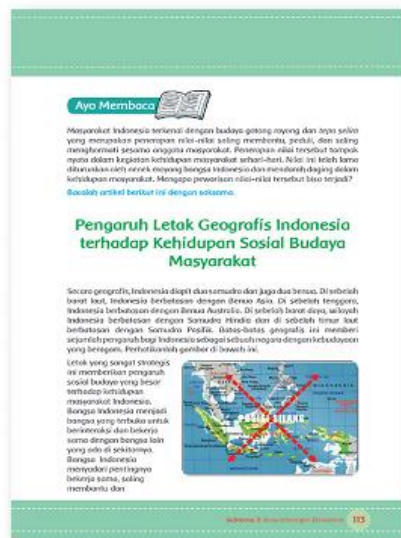 Ayo Membaca
Masyarakat Indonesia terkenal dengan budaya gotong royong dan tepa selira
yang merupakan penerapan nilai-nilai saling membantu, peduli, dan saling
menghormati sesama anggota masyarakat. Penerapan nilai tersebut tampak
nyata dalam kegiatan kehidupan masyarakat sehari-hari. Nilai ini telah lama
diturunkan oleh nenek moyang bangsa Indonesia dan mendarah daging dalam
kehidupan masyarakat. Mengapa pewarisan nilai-nilai tersebut bisa terjadi?
Bacalah artikel berikut ini dengan saksama.
Pengaruh Letak Geografis Indonesia
terhadap Kehidupan Sosial Budaya
Masyarakat
Secara geografis, Indonesia diapit dua samudra dan juga dua benua. Di sebelah
barat laut, Indonesia berbatasan dengan Benua Asia. Di sebelah tenggara,
Indonesia berbatasan dengan Benua Australia. Di sebelah barat daya, wilayah
Indonesia berbatasan dengan Samudra Hindia dan di sebelah timur laut
berbatasan dengan Samudra Pasifik. Batas-batas geografis ini memberi
sejumlah pengaruh bagi Indonesia sebagai sebuah negara dengan kebudayaan
yang beragam. Perhatikanlah gambar di bawah ini.
Letak yang sangat strategis
ini memberikan pengaruh
sosial budaya yang besar
terhadap kehidupan
masyarakat Indonesia.
Bangsa Indonesia menjadi
bangsa yang terbuka untuk
berinteraksi dan bekerja
sama dengan bangsa lain
yang ada di sekitarnya.
Bangsa Indonesia
menyadari pentingnya
bekerja sama, saling
membantu dan
POSISI SILANG
113